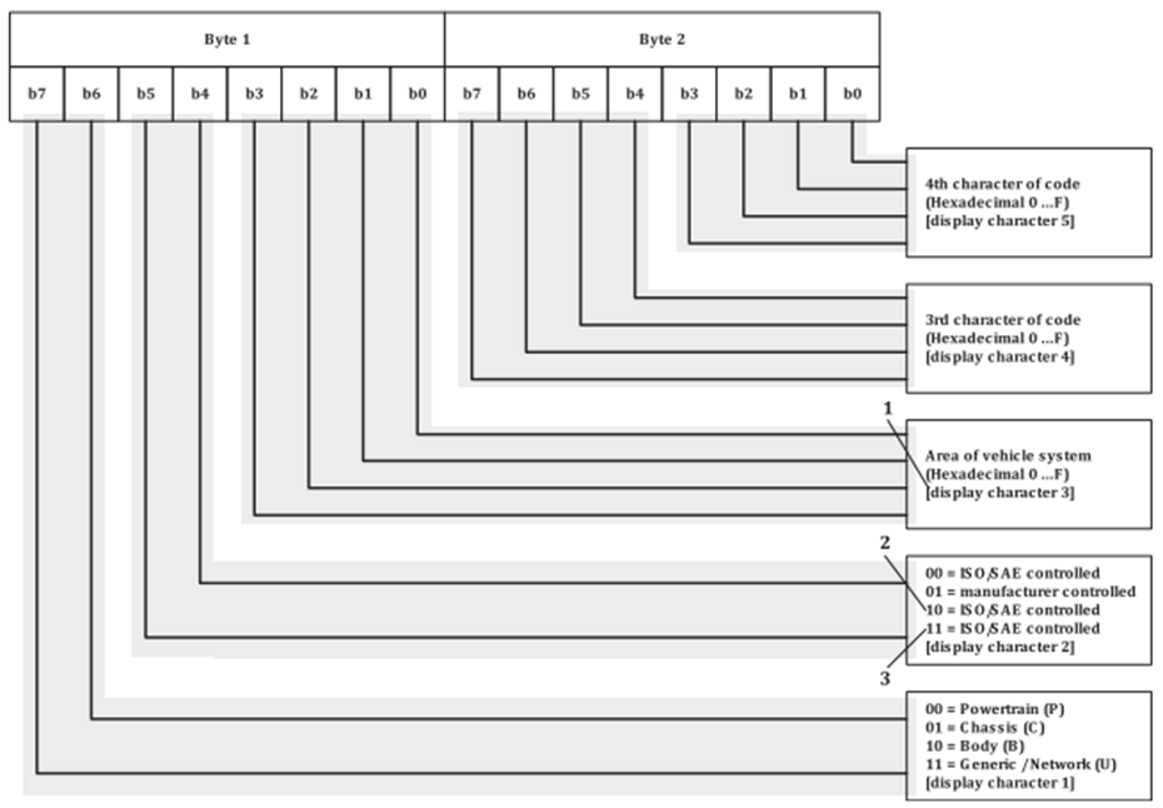 Byte 1 Byte 2
b7 b6 b5 b4 b3 b2 b1 b0 b7 b6 b5 b4 b3 b2 b1 b0
4th character of code
(Hexadecimal 0 ...F)
[display character 5]
3rd character of code
(Hexadecimal 0 ...F)
[display character 4]
1
Area of vehicle system
(Hexadecimal 0 ...F)
[display character 3]
2
00 = ISO/SAE controlled
01 = manufacturer controlled
10 = ISO/SAE controlled
11 = ISO/SAE controlled
[display character 2]
3
00 = Powertrain (P)
01 = Chassis (C)
10 = Body (B)
11 = Generic /Network (U)
[display character 1]